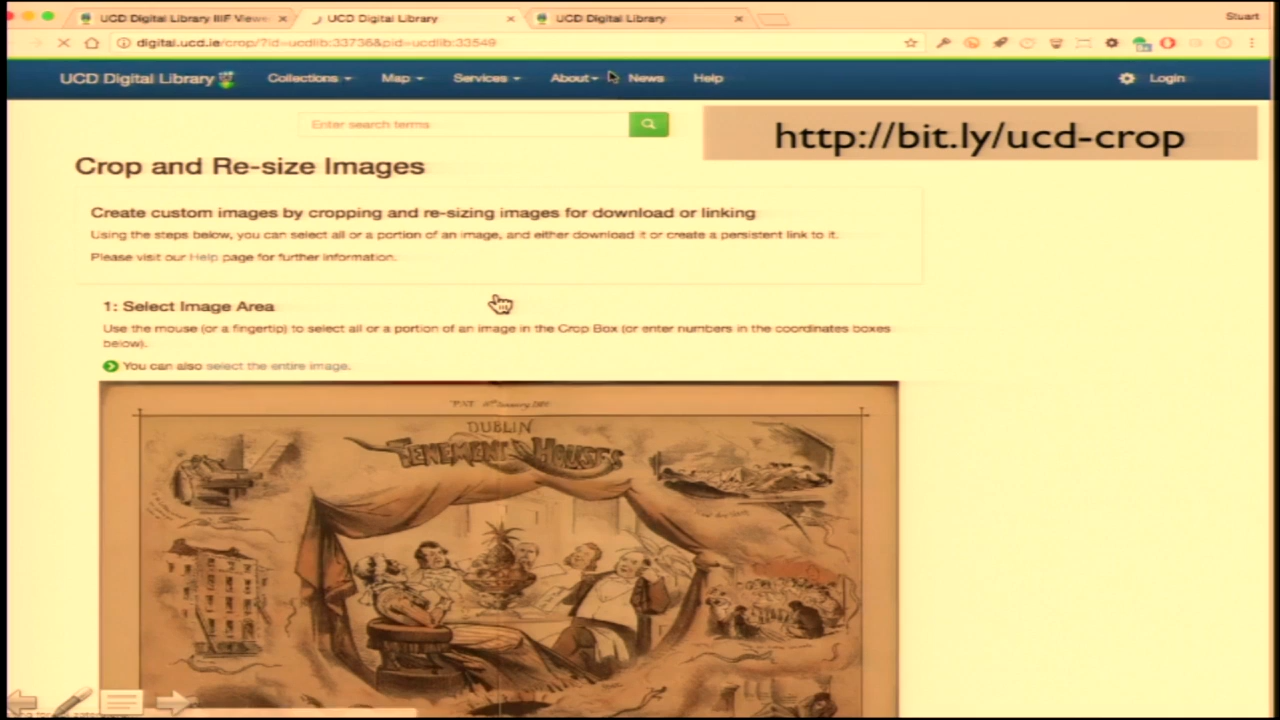 UCD Digital Library IIIF Viewe
UCD Digital Library
UCD Digital Library
Stuart
digital.ucd.ie/crop/?id=ucdlib:33736&pid=ucdlib:33549
UCD Digital Library
Collections
Map
Services
About
News
Help
Login
Enter search terms
http://bit.ly/ucd-crop
Crop and Re-size Images
Create custom images by cropping and re-sizing images for download or linking
Using the steps below, you can select all or a portion of an image, and either download it or create a persistent link to it.
Please visit our Help page for further information.
1: Select Image Area
Use the mouse (or a fingertip) to select all or a portion of an image in the Crop Box (or enter numbers in the coordinates boxes
below).
You can also select the entire image.
DUBLIN
TENEMENT HOUSES